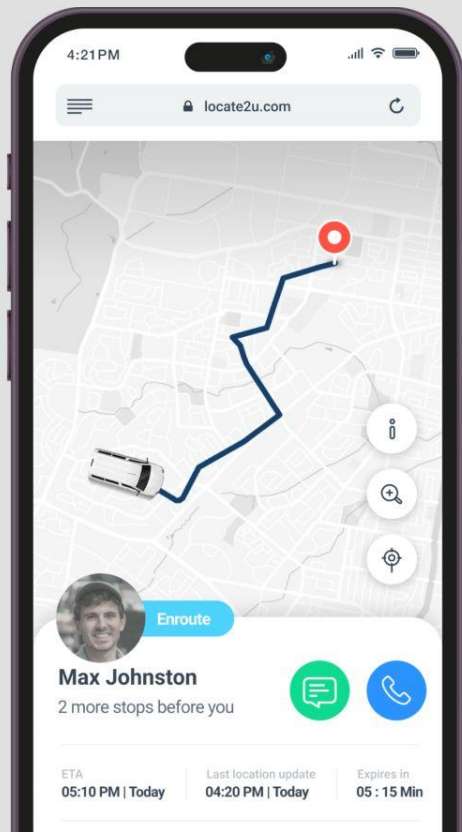 4:21PM
locate2u.com
Enroute
Max Johnston
2 more stops before you
ETA
05:10 PM | Today
Last location update
04:20 PM | Today
Expires in
05 : 15 Min